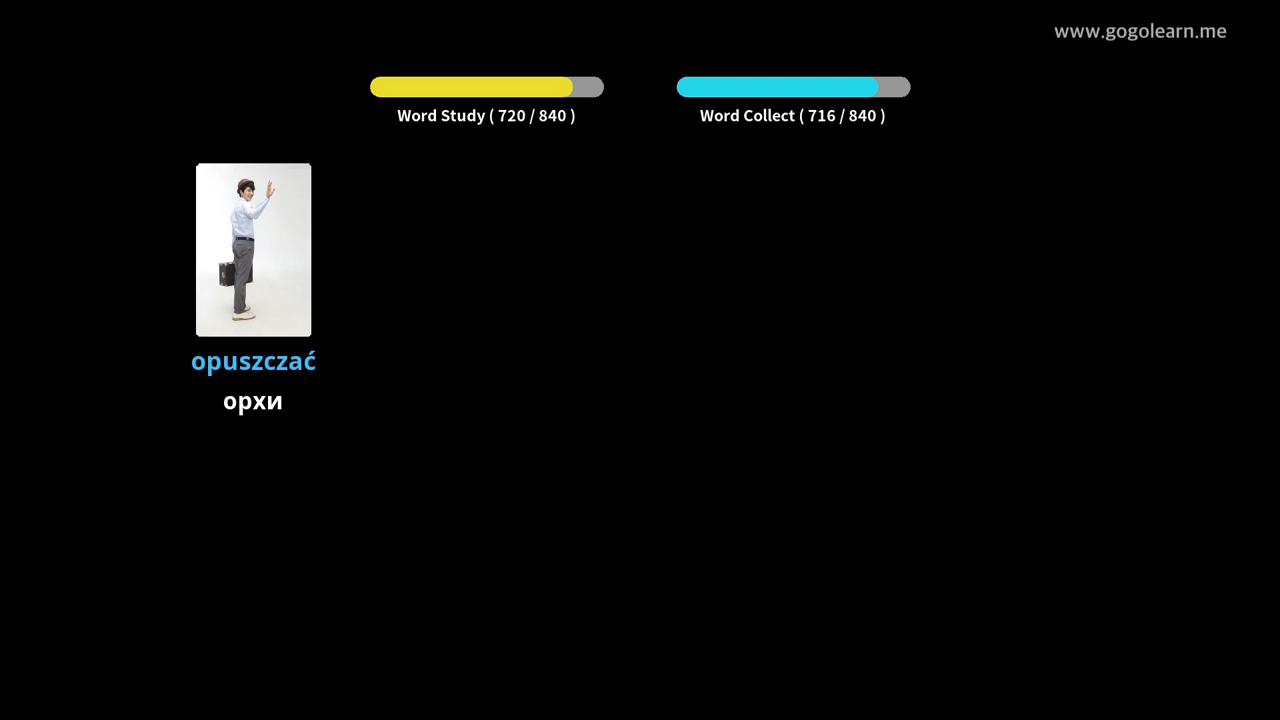 www.gogolearn.me
Word Study ( 720 / 840 )
Word Collect ( 716 / 840 )
opuszczać
орхи